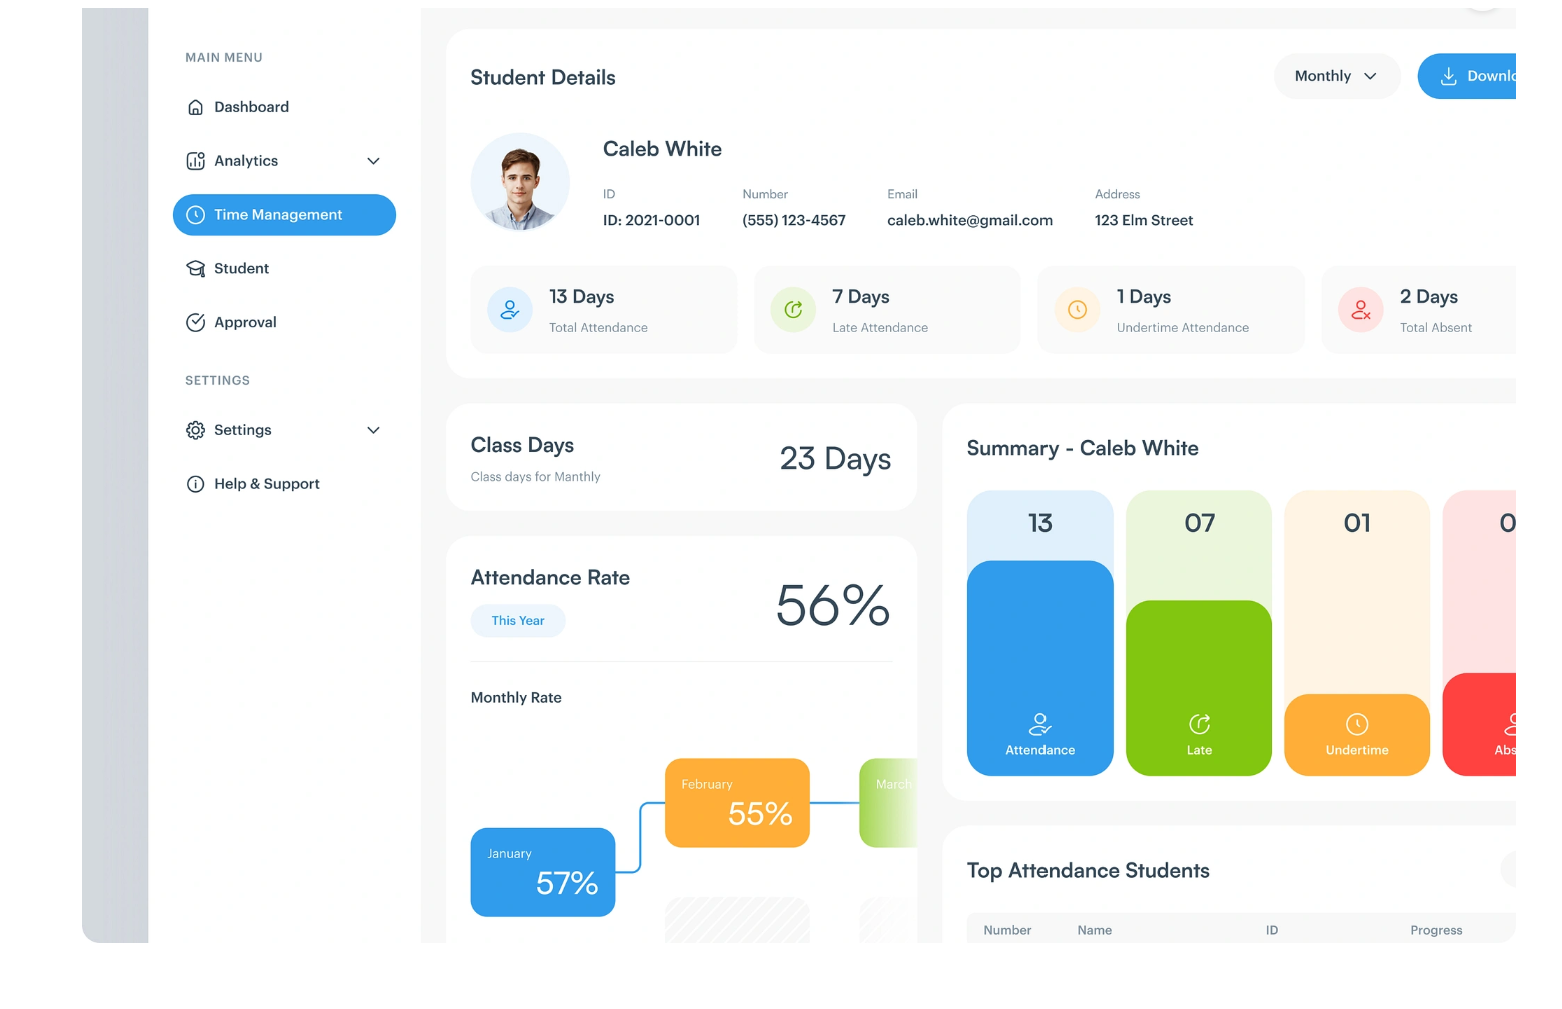 MAIN MENU
Dashboard
Analytics
Time Management
Student
Approval
SETTINGS
Settings
Help & Support
Student Details
Monthly
Downlo
Caleb White
ID
ID: 2021-0001
Number
(555) 123-4567
Email
caleb.white@gmail.com
Address
123 Elm Street
13 Days
Total Attendance
7 Days
Late Attendance
1 Days
Undertime Attendance
2 Days
Total Absent
Class Days
Class days for Manthly
23 Days
Attendance Rate
This Year
56%
Monthly Rate
January
57%
February
55%
March
Summary - Caleb White
13
Attendance
07
Late
01
Undertime
0
Abs
Top Attendance Students
Number Name ID Progress